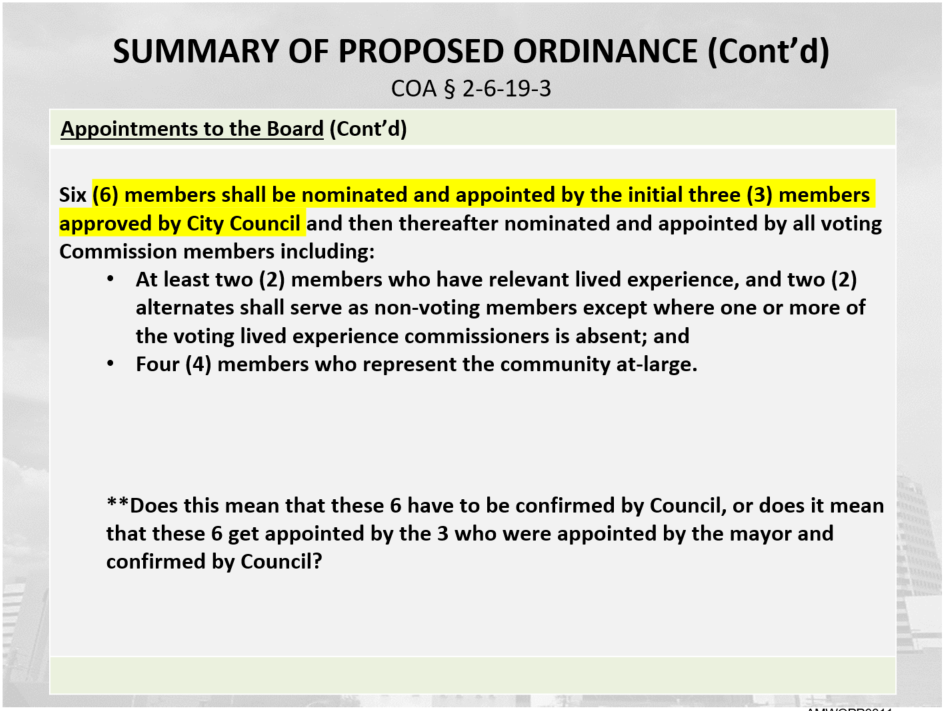 SUMMARY OF PROPOSED ORDINANCE (Cont’d)
COA § 2-6-19-3
Appointments to the Board (Cont’d)
Six (6) members shall be nominated and appointed by the initial three (3) members
approved by City Council and then thereafter nominated and appointed by all voting
Commission members including:
• At least two (2) members who have relevant lived experience, and two (2)
alternates shall serve as non-voting members except where one or more of
the voting lived experience commissioners is absent; and
• Four (4) members who represent the community at-large.
**Does this mean that these 6 have to be confirmed by Council, or does it mean
that these 6 get appointed by the 3 who were appointed by the mayor and
confirmed by Council?